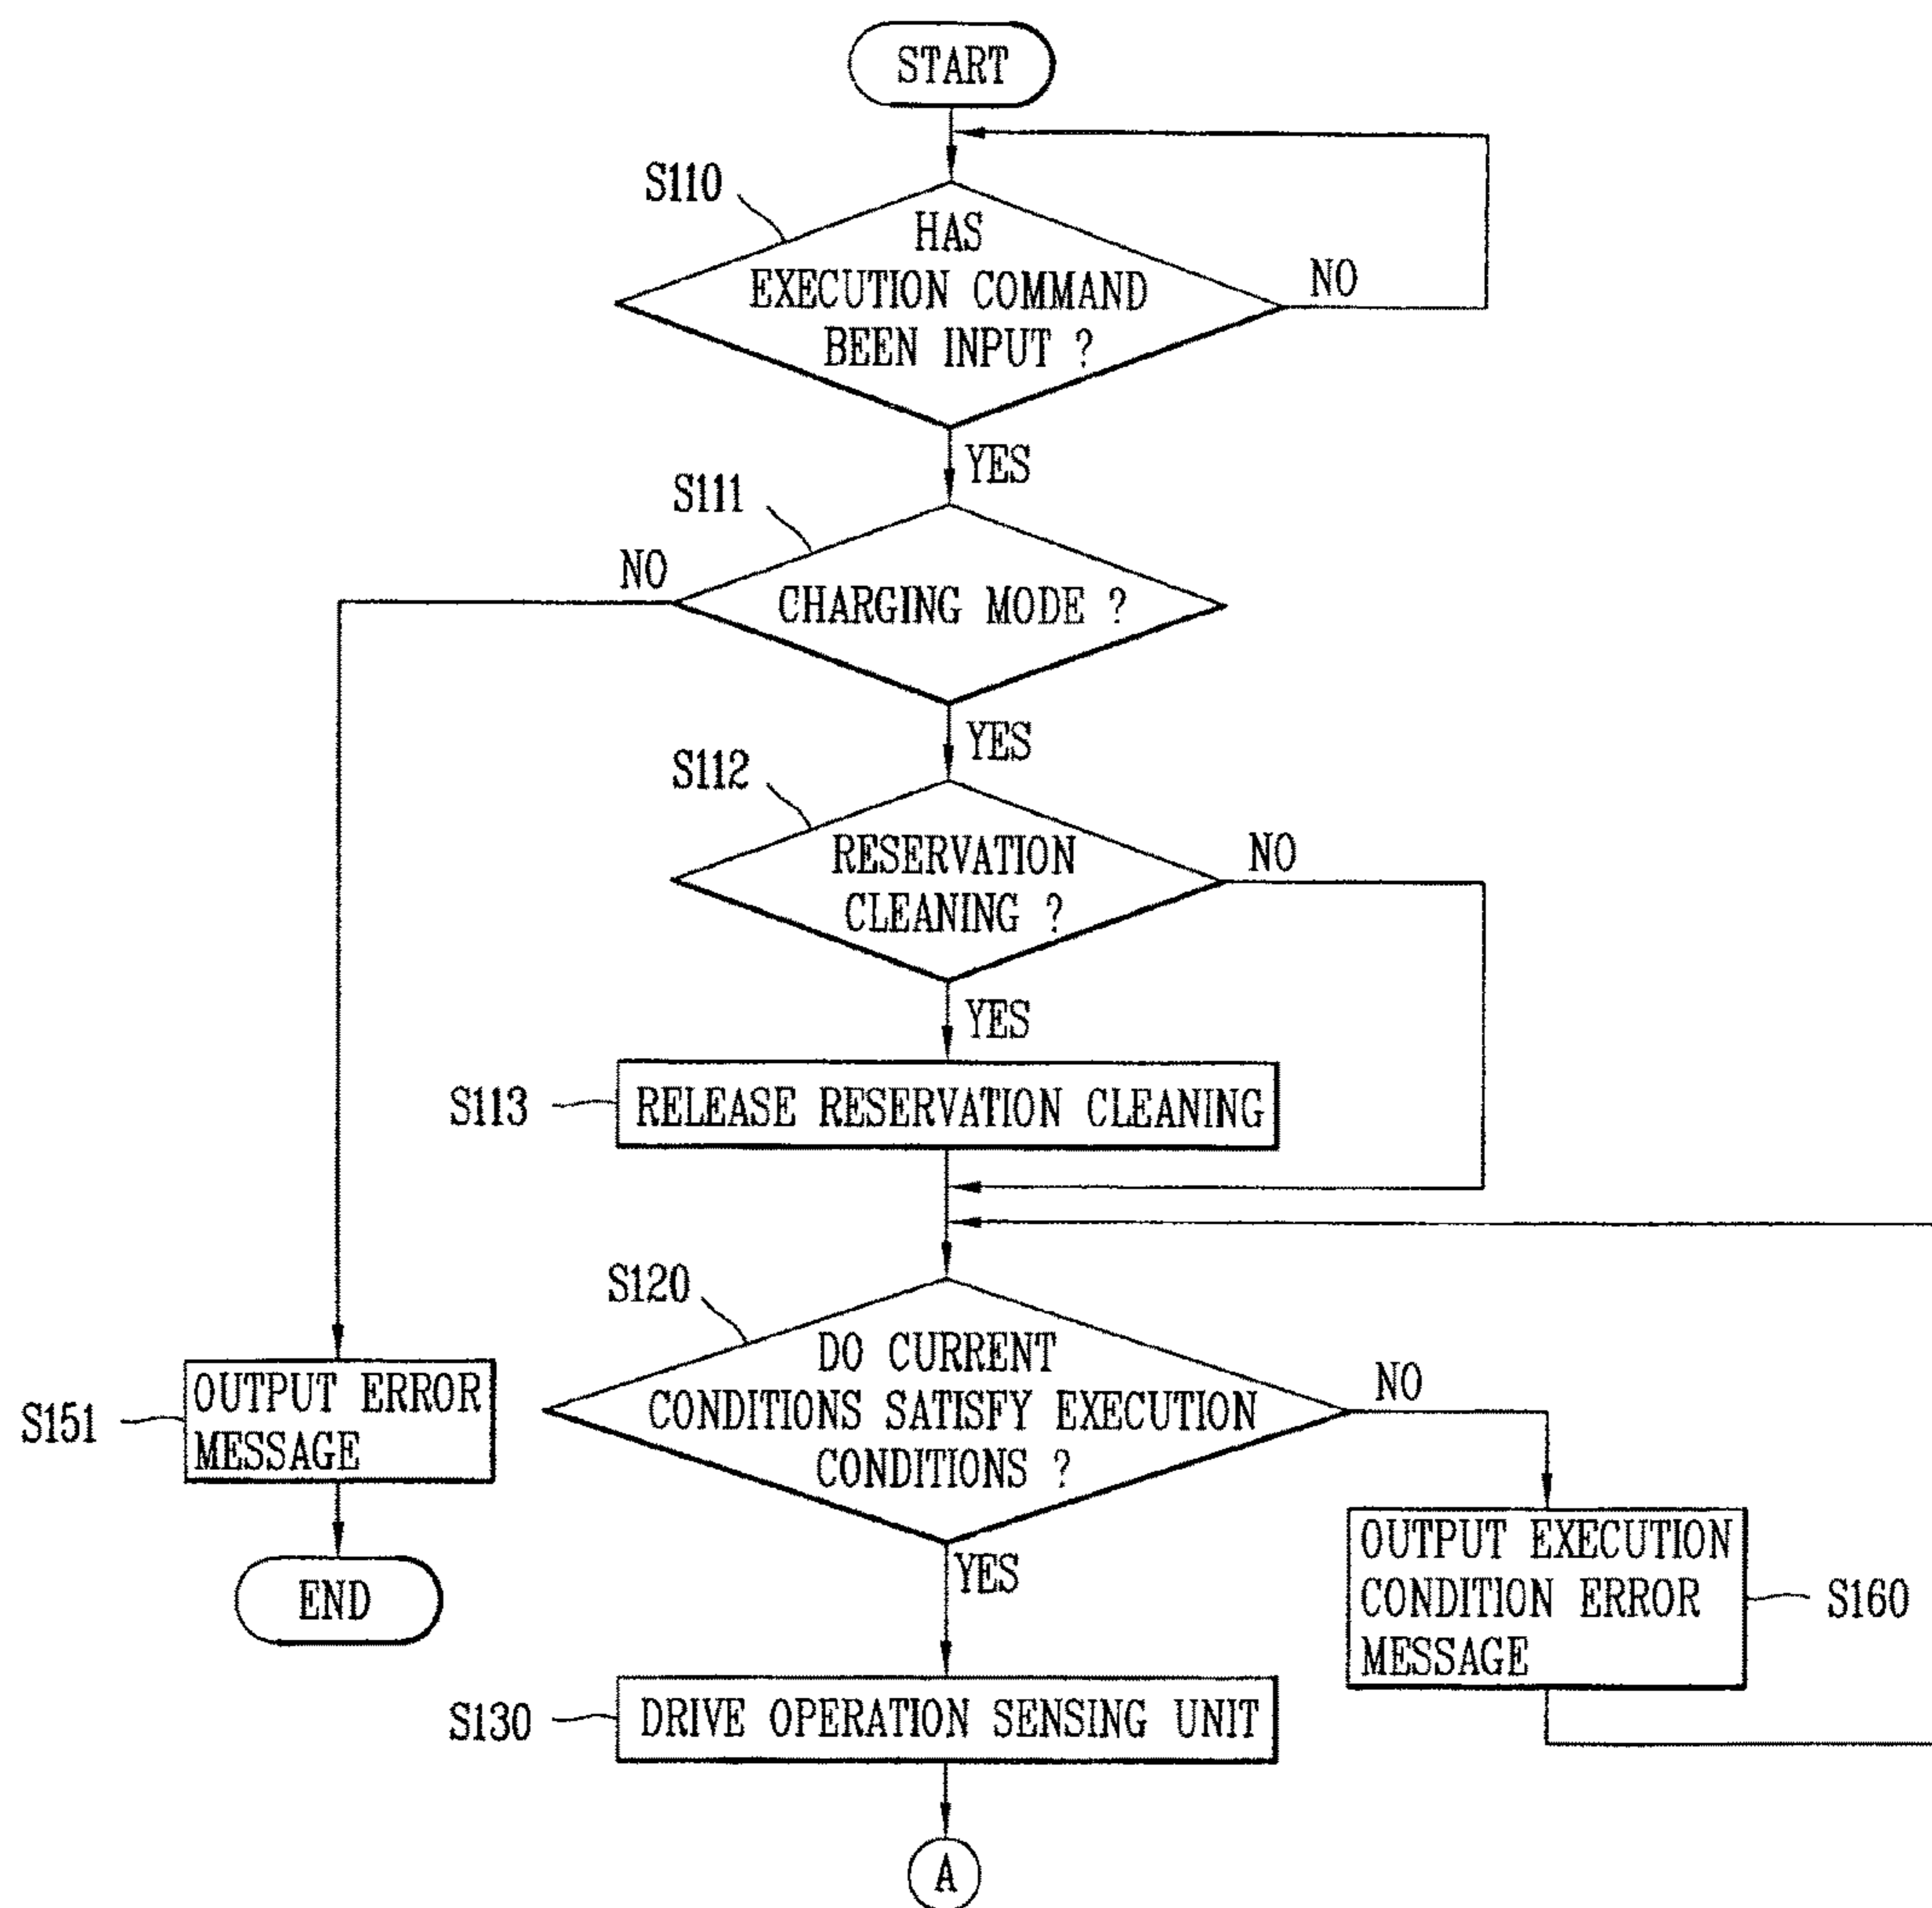 START
S110
HAS
EXECUTION COMMAND
BEEN INPUT ?
NO
YES
S111
NO
CHARGING MODE ?
YES
S112
RESERVATION
CLEANING ?
NO
YES
S113
RELEASE RESERVATION CLEANING
S120
DO CURRENT
CONDITIONS SATISFY EXECUTION
CONDITIONS ?
NO
YES
S151
OUTPUT ERROR
MESSAGE
END
OUTPUT EXECUTION
CONDITION ERROR
MESSAGE
S160
S130
DRIVE OPERATION SENSING UNIT
A